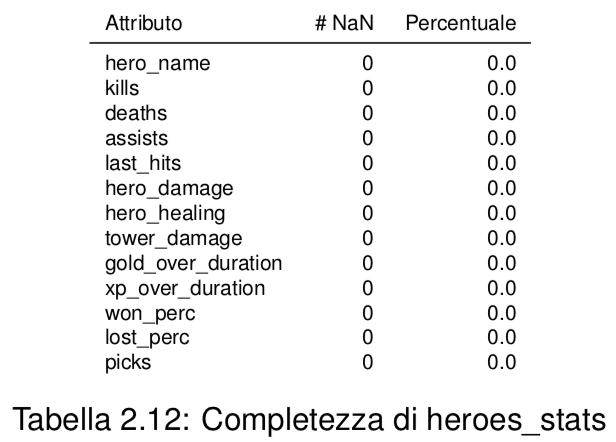 Attributo # NaN Percentuale
hero_name 0 0.0
kills 0 0.0
deaths 0 0.0
assists 0 0.0
last_hits 0 0.0
hero_damage 0 0.0
hero_healing 0 0.0
tower_damage 0 0.0
gold_over_duration 0 0.0
xp_over_duration 0 0.0
won_perc 0 0.0
lost_perc 0 0.0
picks 0 0.0
Tabella 2.12: Completezza di heroes_stats